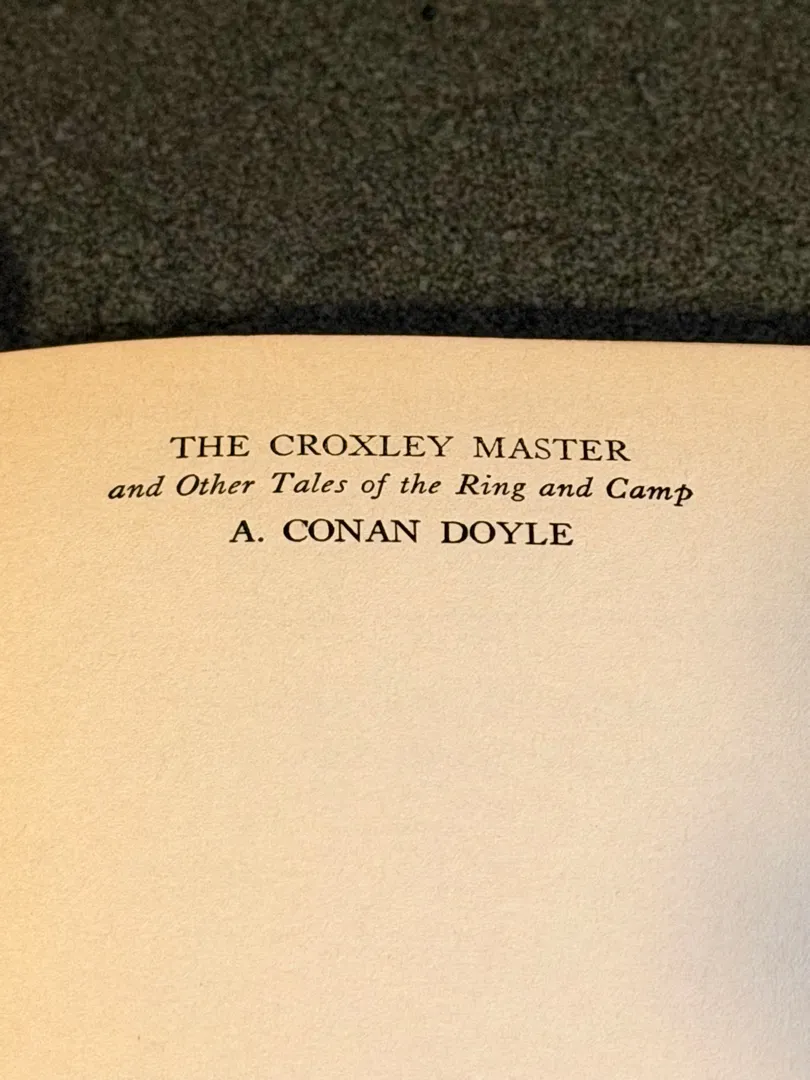 THE CROXLEY MASTER
and Other Tales of the Ring and Camp
A. CONAN DOYLE